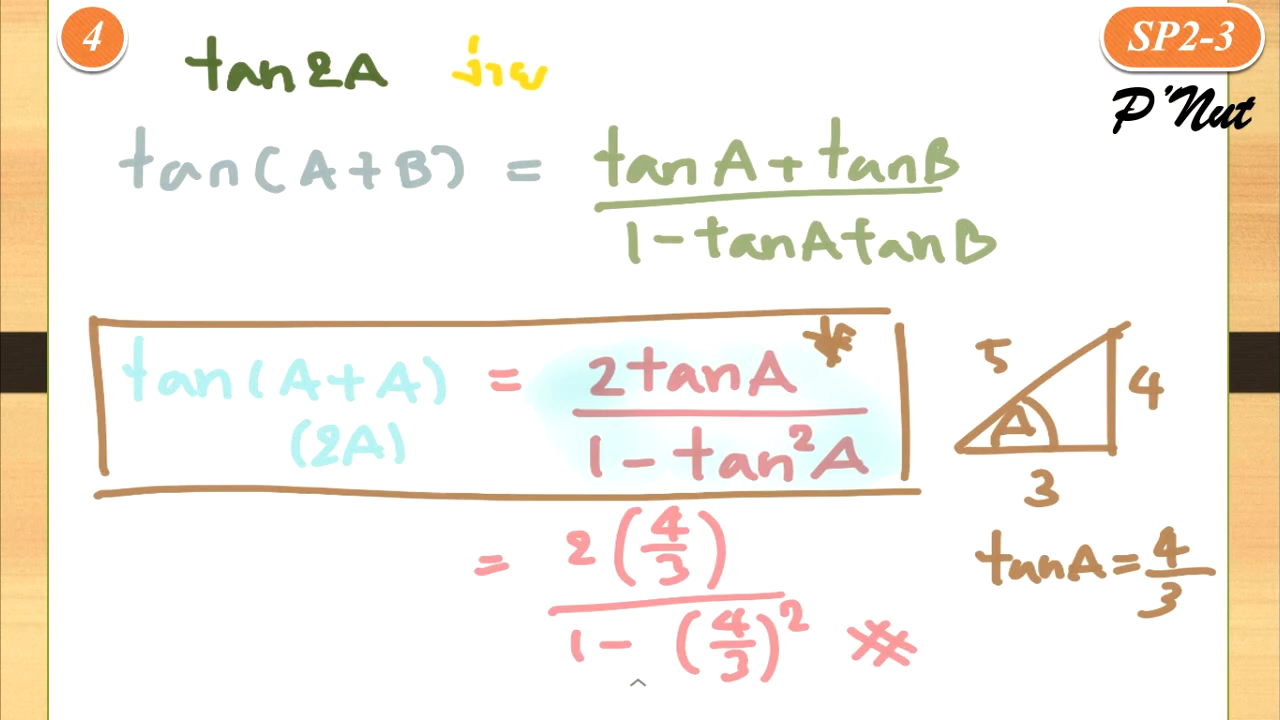 4
SP2-3
P'Nut
tan2A ง่าย
tan(A+B) = tanA + tanB
1 - tanAtanB
tan(A+A) = 2tanA
(2A) 1 - tan²A
5
4
A
3
= 2(4/3)
1 - (4/3)²
tanA = 4/3